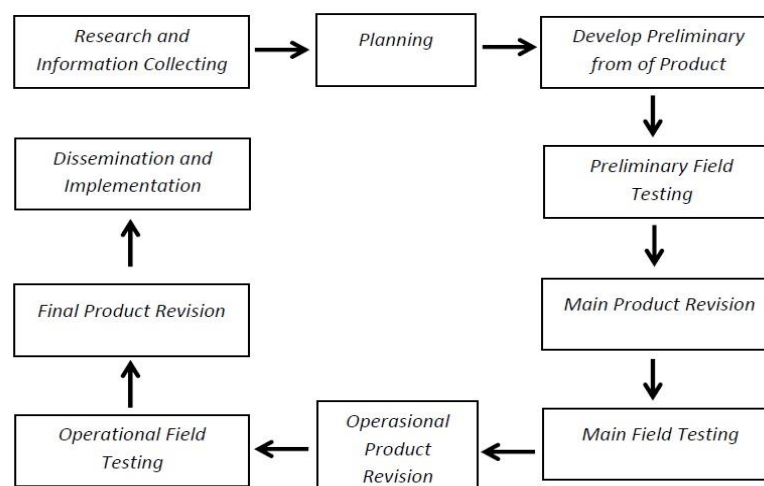 Research and
Information Collecting
Planning
Develop Preliminary
from of Product
Preliminary Field
Testing
Main Product Revision
Main Field Testing
Operasional
Product
Revision
Operational Field
Testing
Final Product Revision
Dissemination and
Implementation